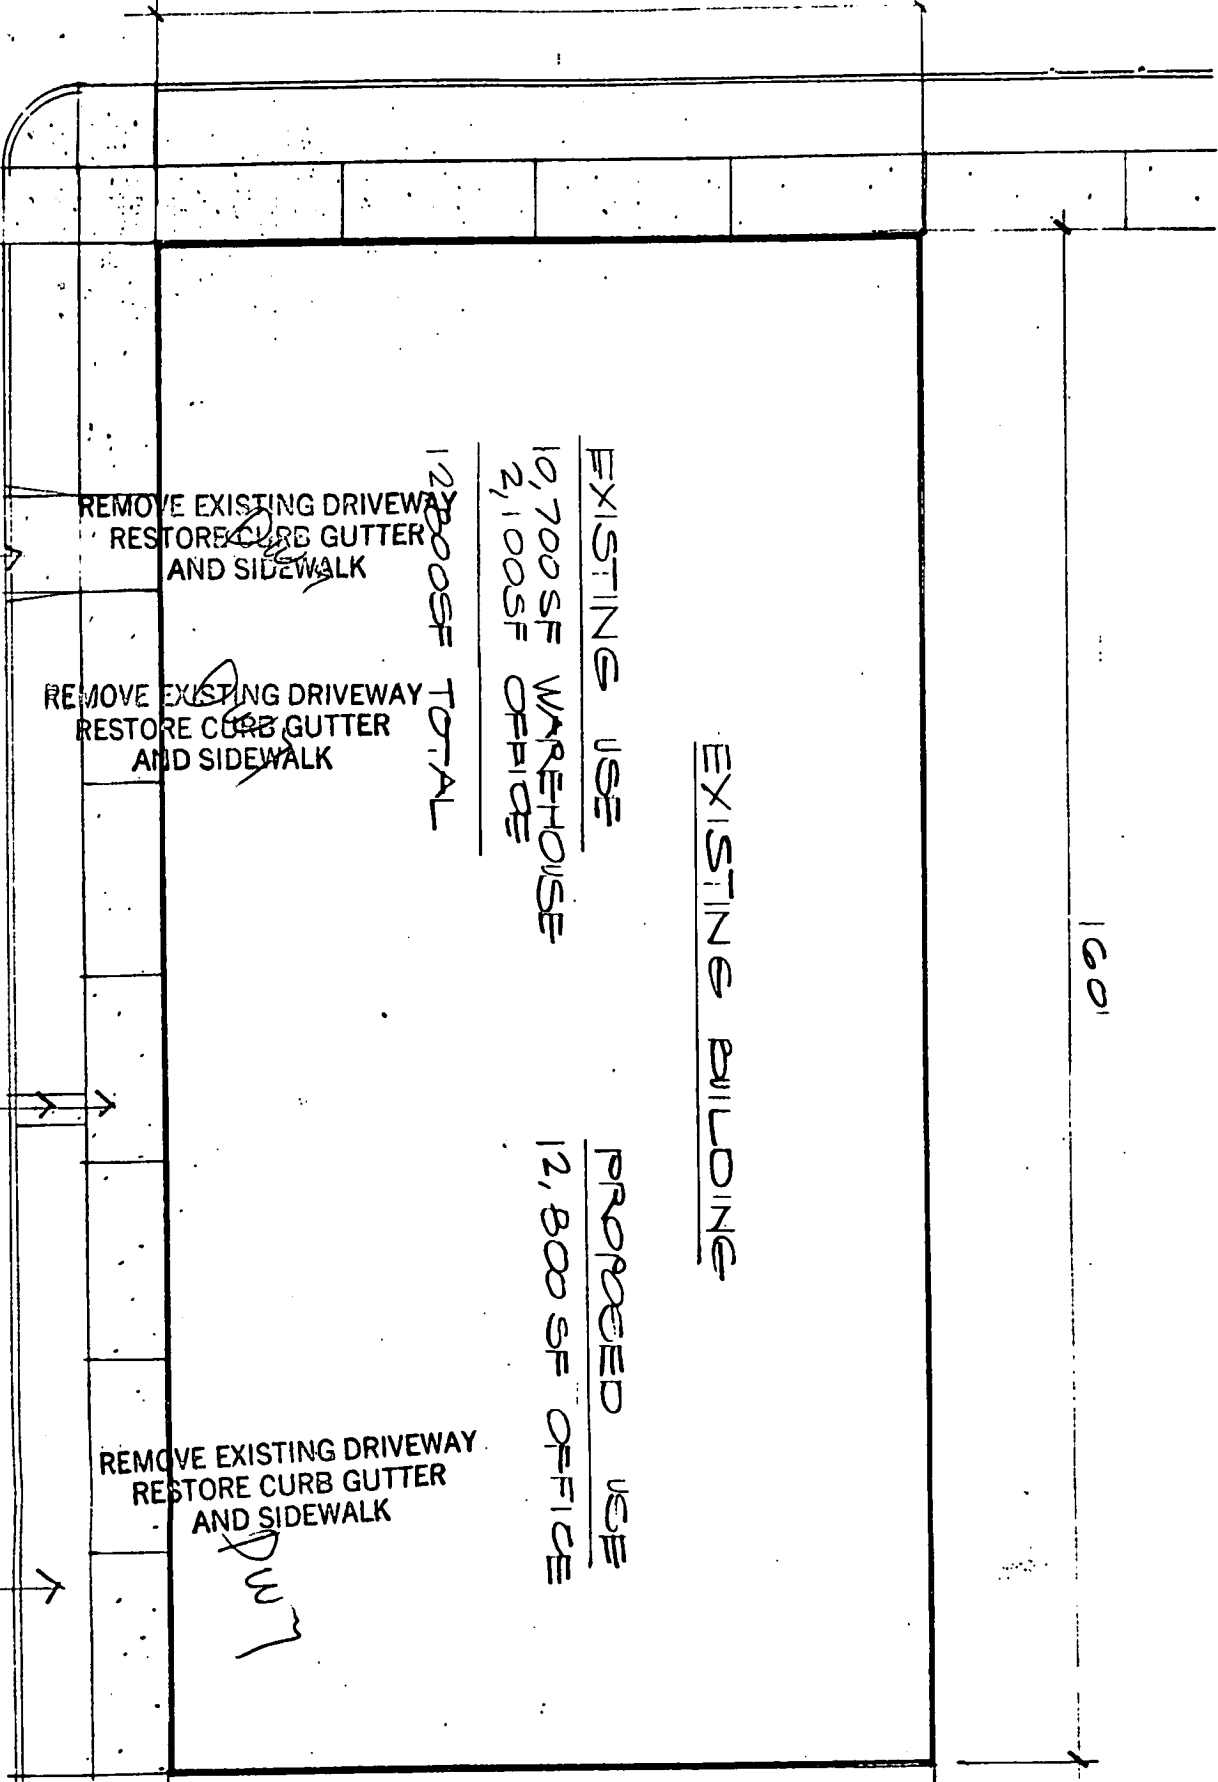 160'
EXISTING BUILDING
EXISTING USE
10,700 SF WAREHOUSE
2,100 SF OFFICE
12800 SF TOTAL
PROPOSED USE
12,800 SF OFFICE
REMOVE EXISTING DRIVEWAY
RESTORE CURB GUTTER
AND SIDEWALK
REMOVE EXISTING DRIVEWAY
RESTORE CURB GUTTER
AND SIDEWALK
REMOVE EXISTING DRIVEWAY
RESTORE CURB GUTTER
AND SIDEWALK